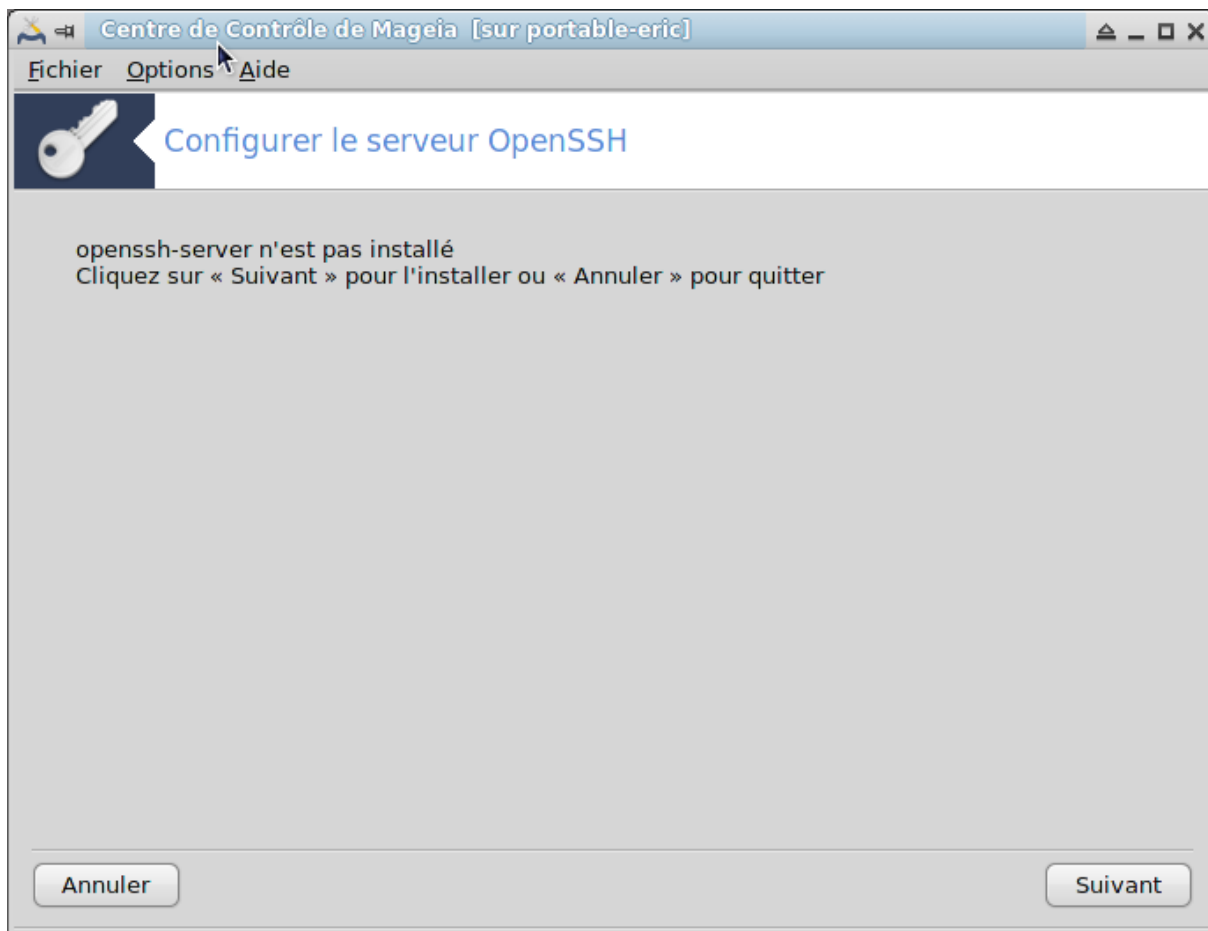 Centre de Contrôle de Mageia [sur portable-eric]
Fichier Options Aide
Configurer le serveur OpenSSH
openssh-server n'est pas installé
Cliquez sur « Suivant » pour l'installer ou « Annuler » pour quitter
Annuler Suivant